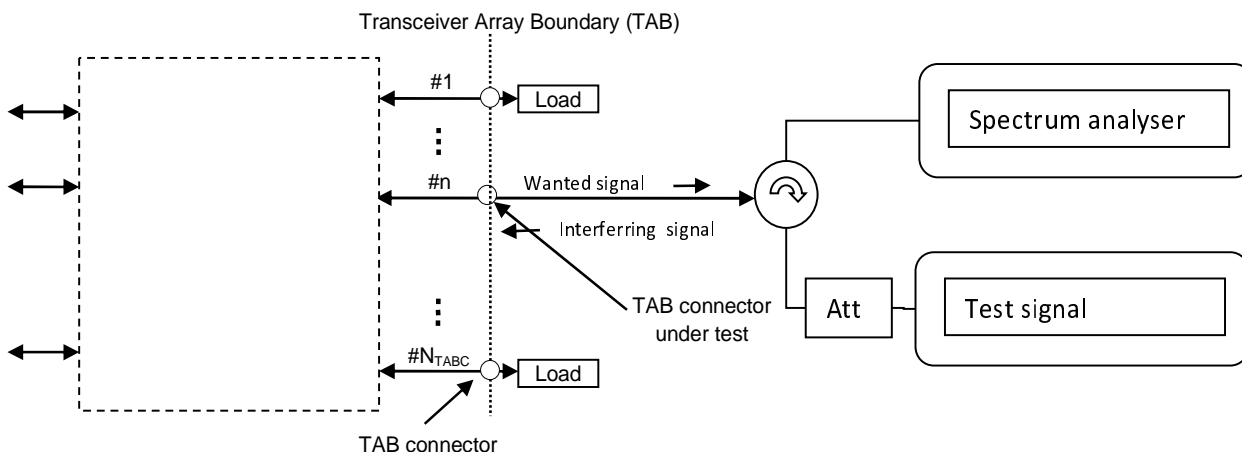 Transceiver Array Boundary (TAB)
#1
Load
Spectrum analyser
#n
Wanted signal
Interferring signal
TAB connector
under test
Att
Test signal
#NTABC
Load
TAB connector